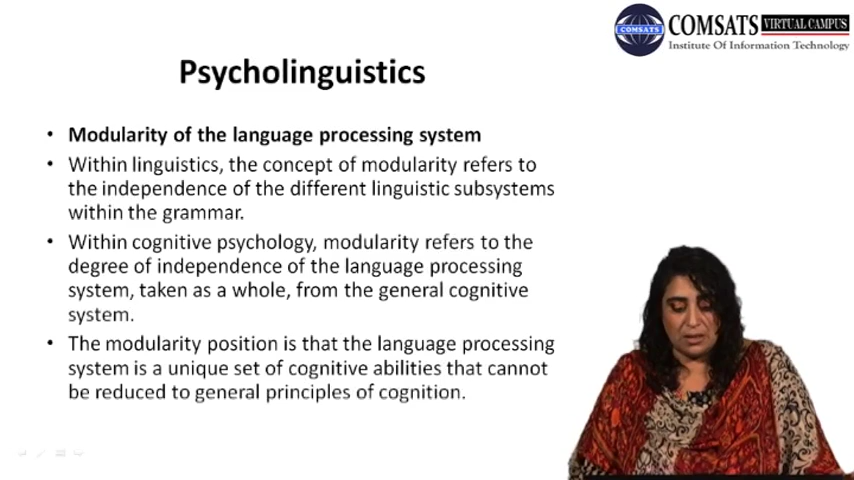 COMSATS
COMSATS VIRTUAL CAMPUS
Institute Of Information Technology
Psycholinguistics
• Modularity of the language processing system
• Within linguistics, the concept of modularity refers to
the independence of the different linguistic subsystems
within the grammar.
• Within cognitive psychology, modularity refers to the
degree of independence of the language processing
system, taken as a whole, from the general cognitive
system.
• The modularity position is that the language processing
system is a unique set of cognitive abilities that cannot
be reduced to general principles of cognition.